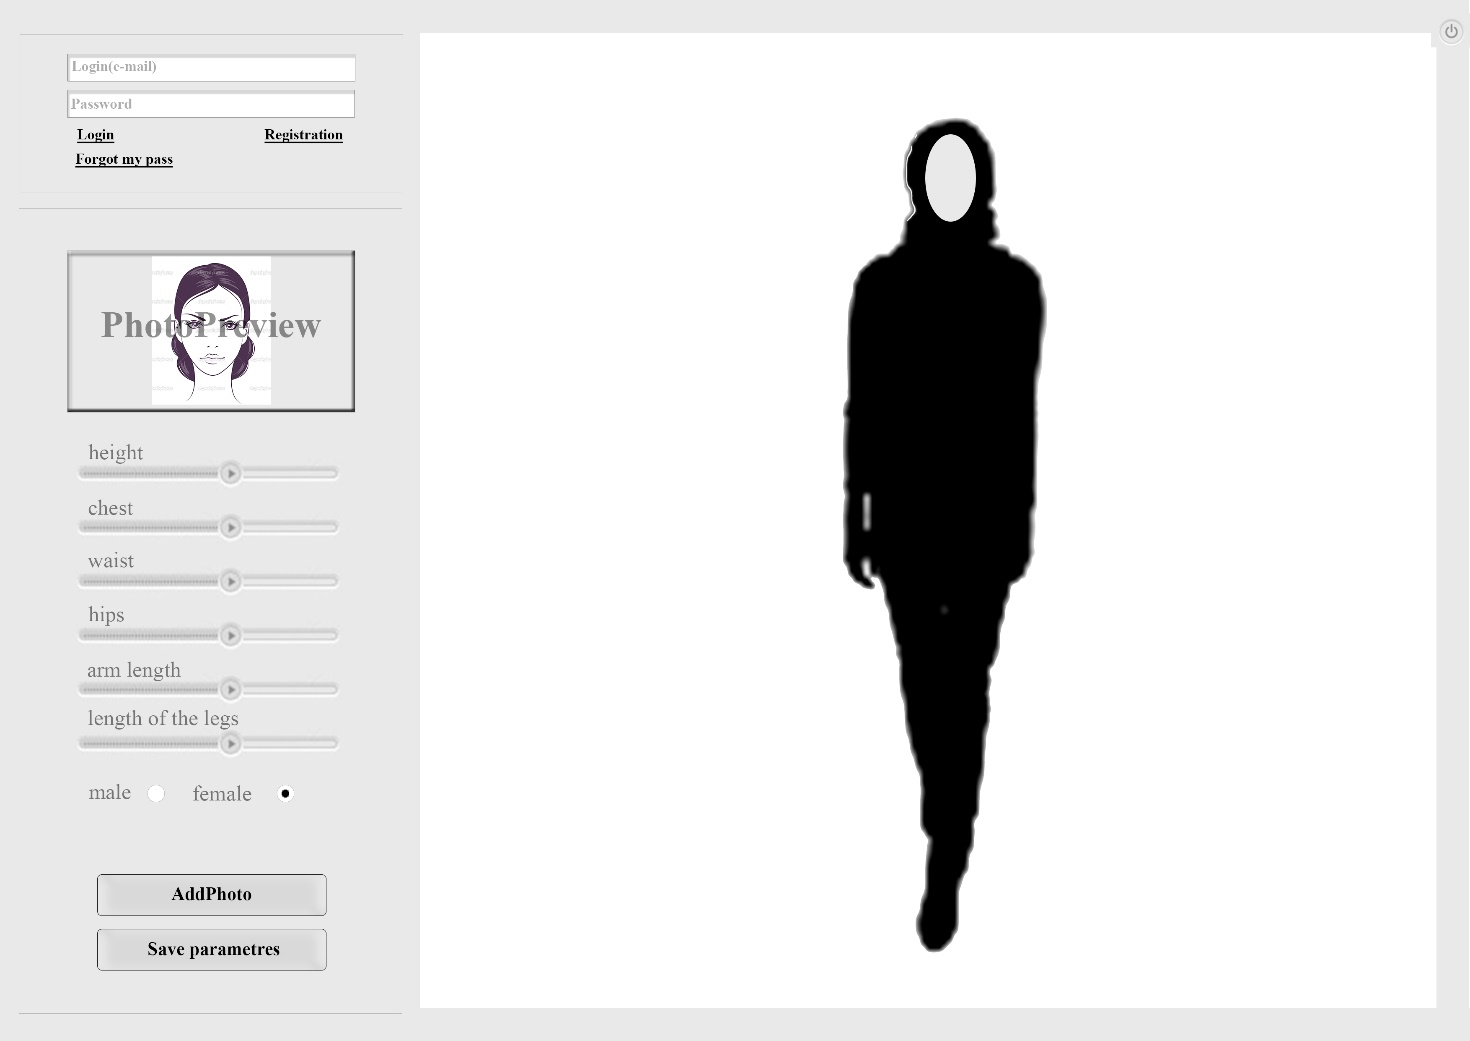 Login(e-mail)
Password
Login
Registration
Forgot my pass
PhotoPreview
height
chest
waist
hips
arm length
length of the legs
male
female
AddPhoto
Save parametres